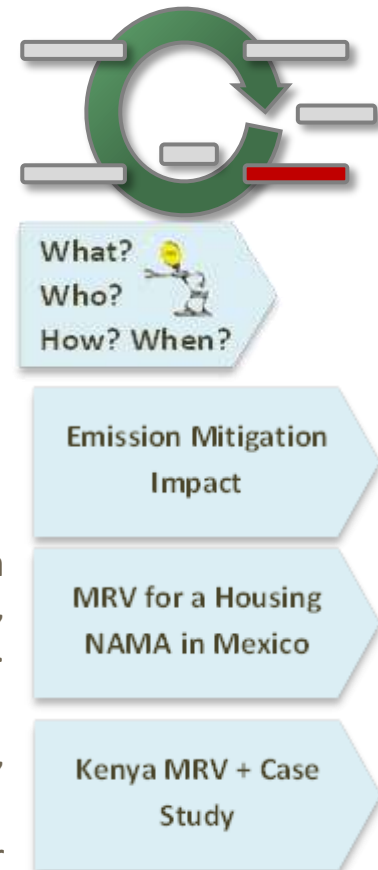 What?
Who?
How? When?
Emission Mitigation
Impact
MRV for a Housing
NAMA in Mexico
Kenya MRV + Case
Study